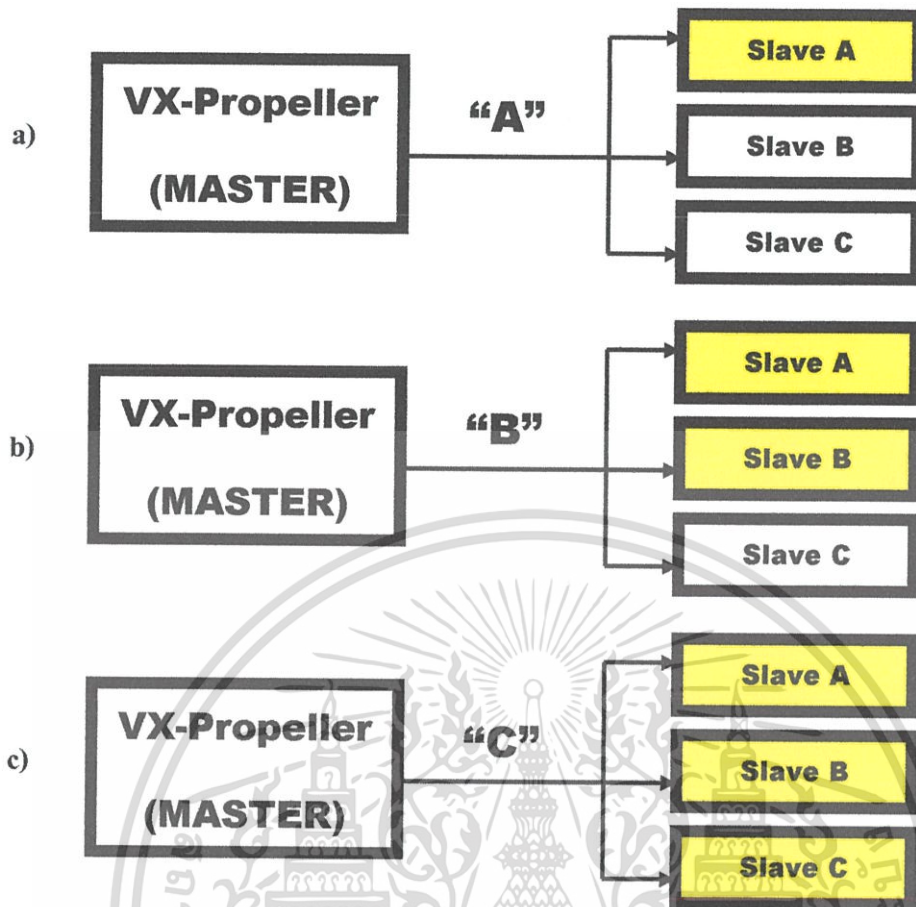 a)
VX-Propeller
(MASTER)
“A”
Slave A
Slave B
Slave C
b)
VX-Propeller
(MASTER)
“B”
Slave A
Slave B
Slave C
c)
VX-Propeller
(MASTER)
“C”
Slave A
Slave B
Slave C